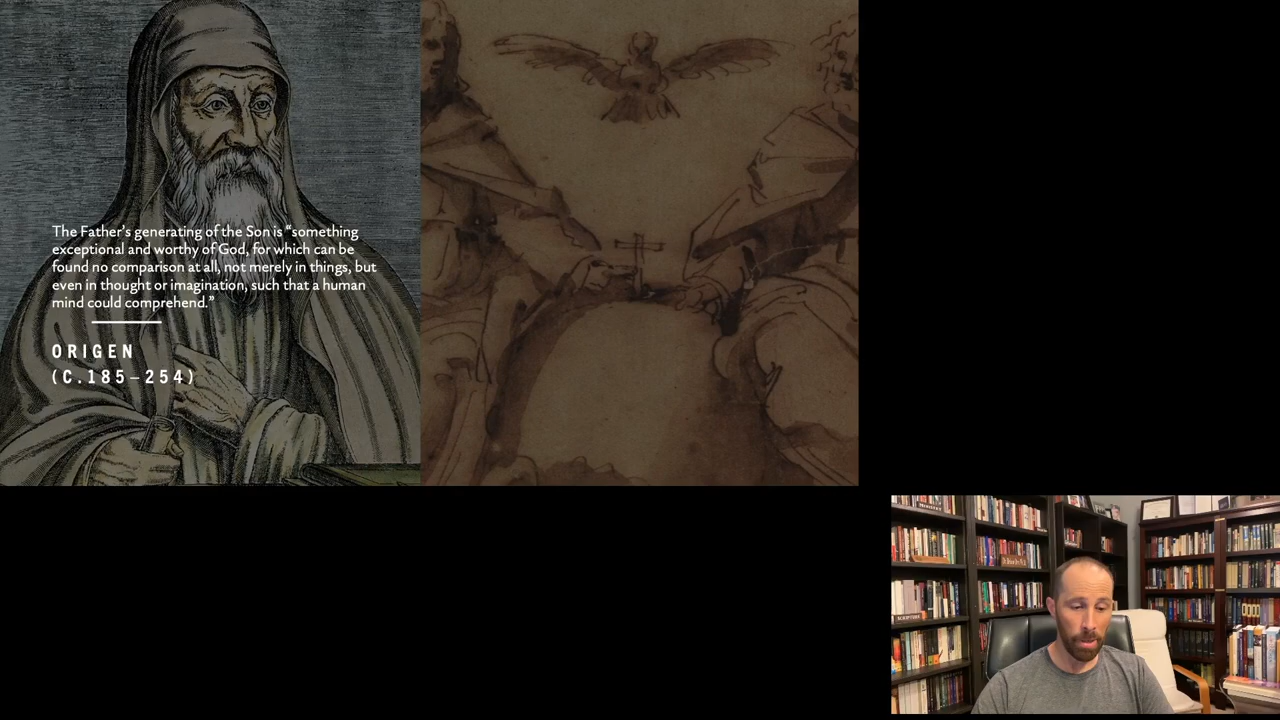 The Father’s generating of the Son is “something
exceptional and worthy of God, for which can be
found no comparison at all, not merely in things, but
even in thought or imagination, such that a human
mind could comprehend.”
ORIGEN
(C.185–254)